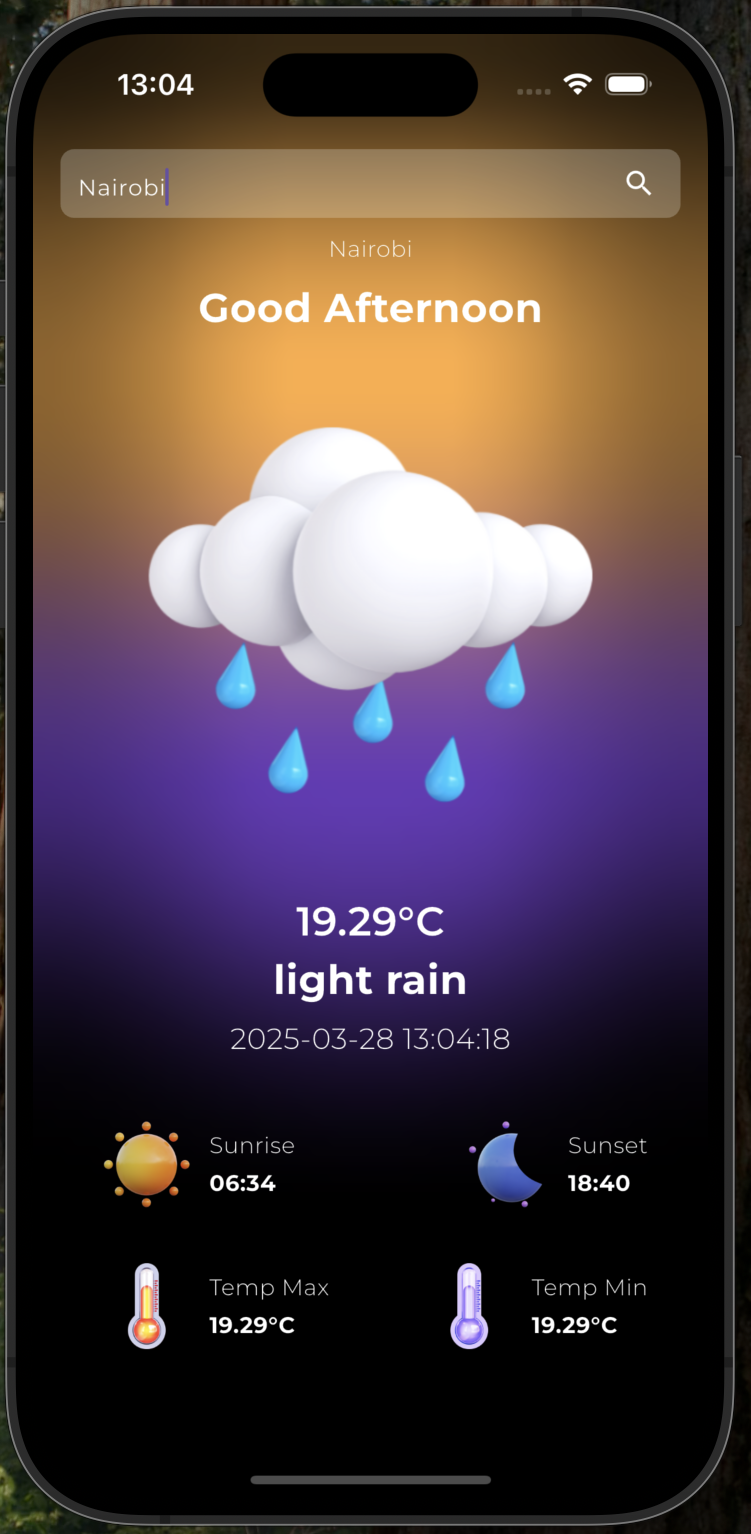 13:04
Nairobi
Nairobi
Good Afternoon
19.29°C
light rain
2025-03-28 13:04:18
Sunrise
06:34
Sunset
18:40
Temp Max
19.29°C
Temp Min
19.29°C